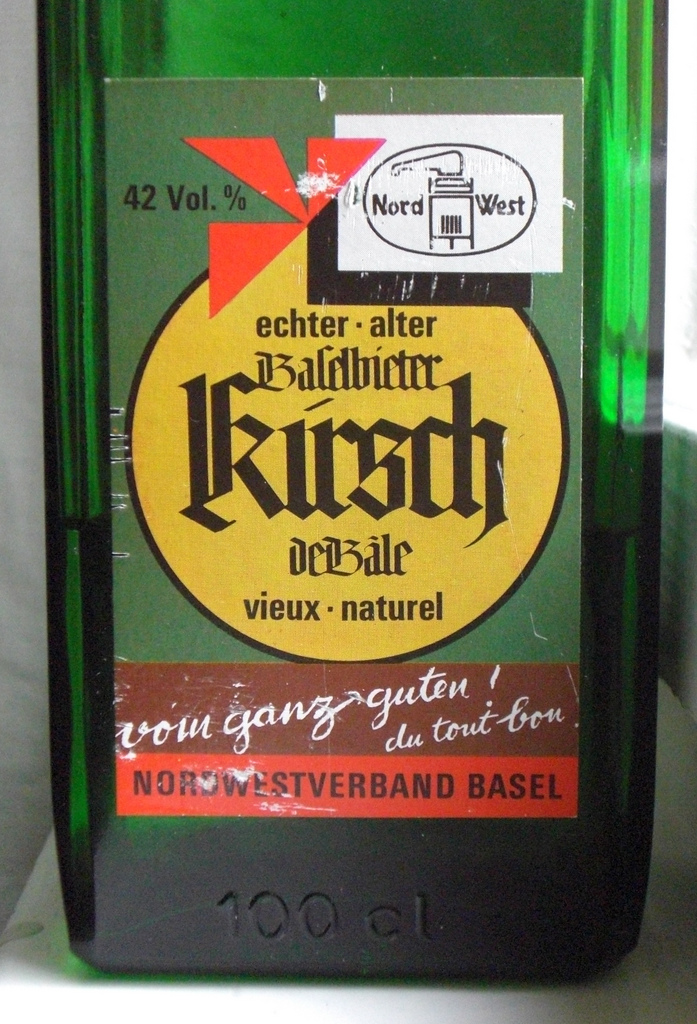 42 Vol. %
Nord West
echter · alter
Baselbieter
Kirsch
de Bâle
vieux · naturel
vom ganz guten !
du tout bon !
NORDWESTVERBAND BASEL
100 cl